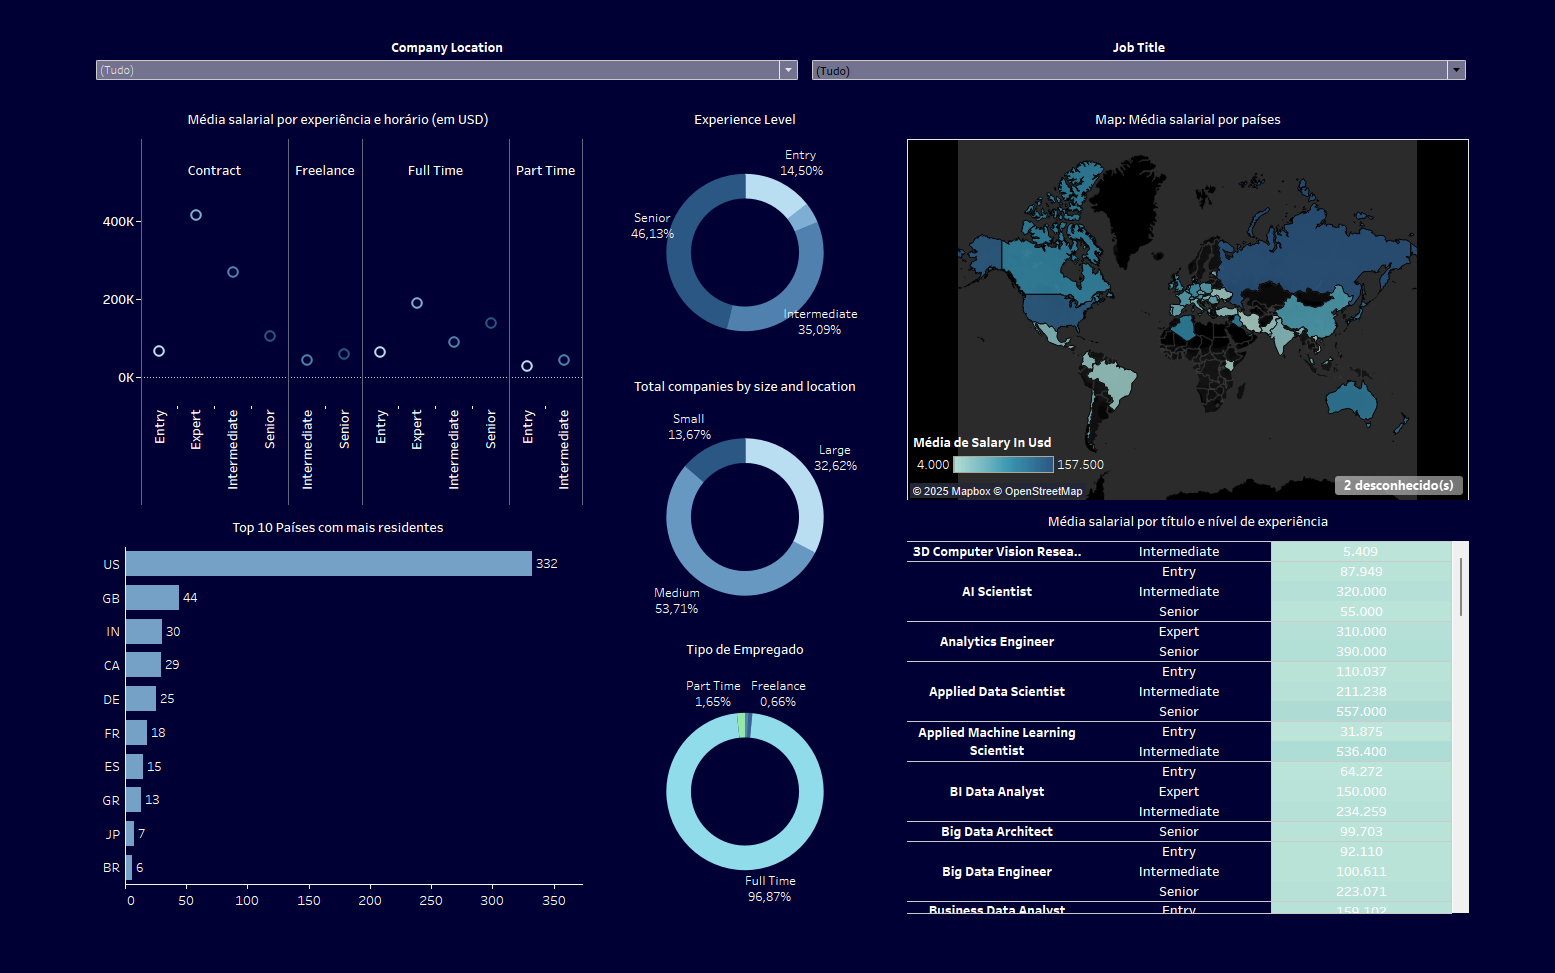 Company Location
(Tudo)
Job Title
(Tudo)
Média salarial por experiência e horário (em USD)
Contract
Freelance
Full Time
Part Time
400K
200K
0K
Entry
Expert
Intermediate
Senior
Intermediate
Senior
Entry
Expert
Intermediate
Senior
Entry
Intermediate
Top 10 Países com mais residentes
US 332
GB 44
IN 30
CA 29
DE 25
FR 18
ES 15
GR 13
JP 7
BR 6
0 50 100 150 200 250 300 350
Experience Level
Entry
14,50%
Senior
46,13%
Intermediate
35,09%
Total companies by size and location
Small
13,67%
Large
32,62%
Medium
53,71%
Tipo de Empregado
Part Time
1,65%
Freelance
0,66%
Full Time
96,87%
Map: Média salarial por países
Média de Salary In Usd
4.000 157.500
© 2025 Mapbox © OpenStreetMap
2 desconhecido(s)
Média salarial por título e nível de experiência
3D Computer Vision Resea.. Intermediate 5.409
AI Scientist
Entry 87.949
Intermediate 320.000
Senior 55.000
Analytics Engineer
Expert 310.000
Senior 390.000
Applied Data Scientist
Entry 110.037
Intermediate 211.238
Senior 557.000
Applied Machine Learning
Scientist
Entry 31.875
Intermediate 536.400
BI Data Analyst
Entry 64.272
Expert 150.000
Intermediate 234.259
Big Data Architect Senior 99.703
Big Data Engineer
Entry 92.110
Intermediate 100.611
Senior 223.071
Business Data Analyst Entry 159.102